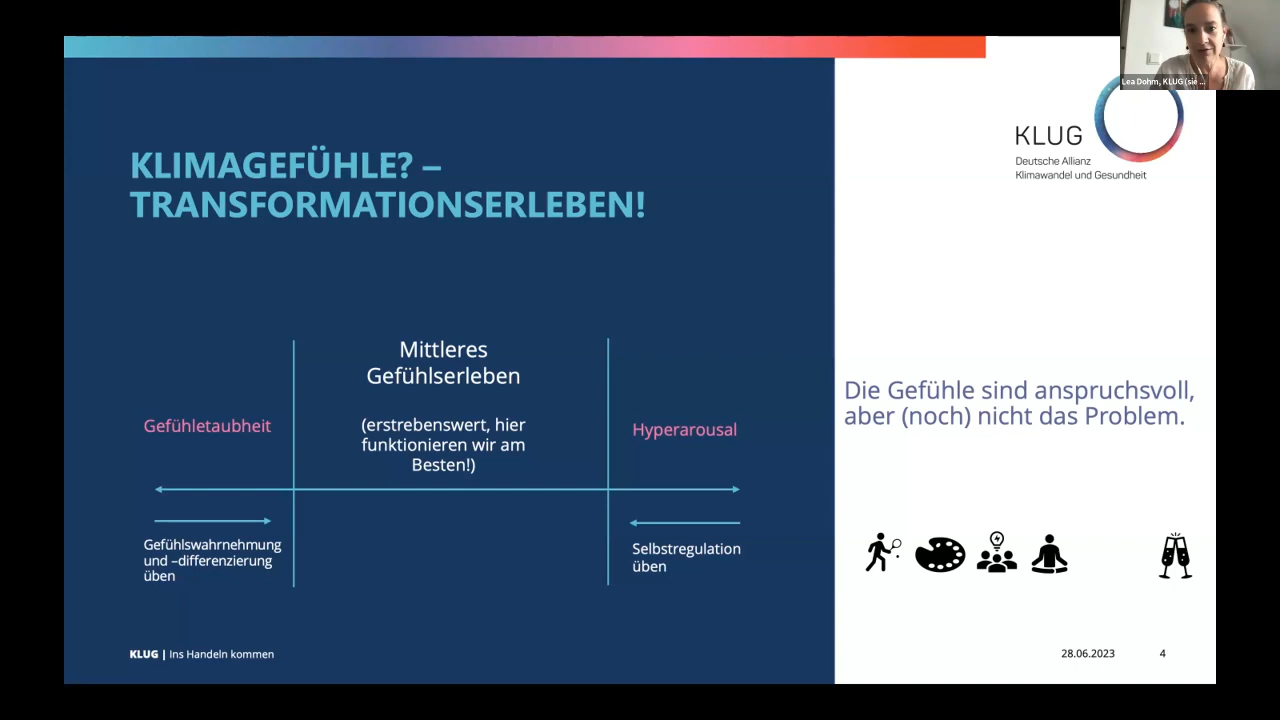 Lea Dohm, KLUG (sie ...
KLUG
Deutsche Allianz
Klimawandel und Gesundheit
KLIMAGEFÜHLE? –
TRANSFORMATIONSERLEBEN!
Mittleres
Gefühlserleben
(erstrebenswert, hier
funktionieren wir am
Besten!)
Gefühletaubheit
Hyperarousal
Gefühlswahrnehmung
und –differenzierung
üben
Selbstregulation
üben
Die Gefühle sind anspruchsvoll,
aber (noch) nicht das Problem.
KLUG | Ins Handeln kommen
28.06.2023
4